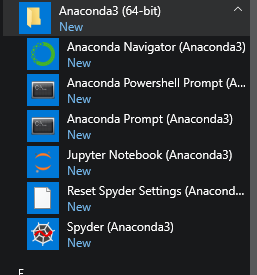 Anaconda3 (64-bit)
New
Anaconda Navigator (Anaconda3)
New
Anaconda Powershell Prompt (A...
New
Anaconda Prompt (Anaconda3)
New
Jupyter Notebook (Anaconda3)
New
Reset Spyder Settings (Anacond...
New
Spyder (Anaconda3)
New